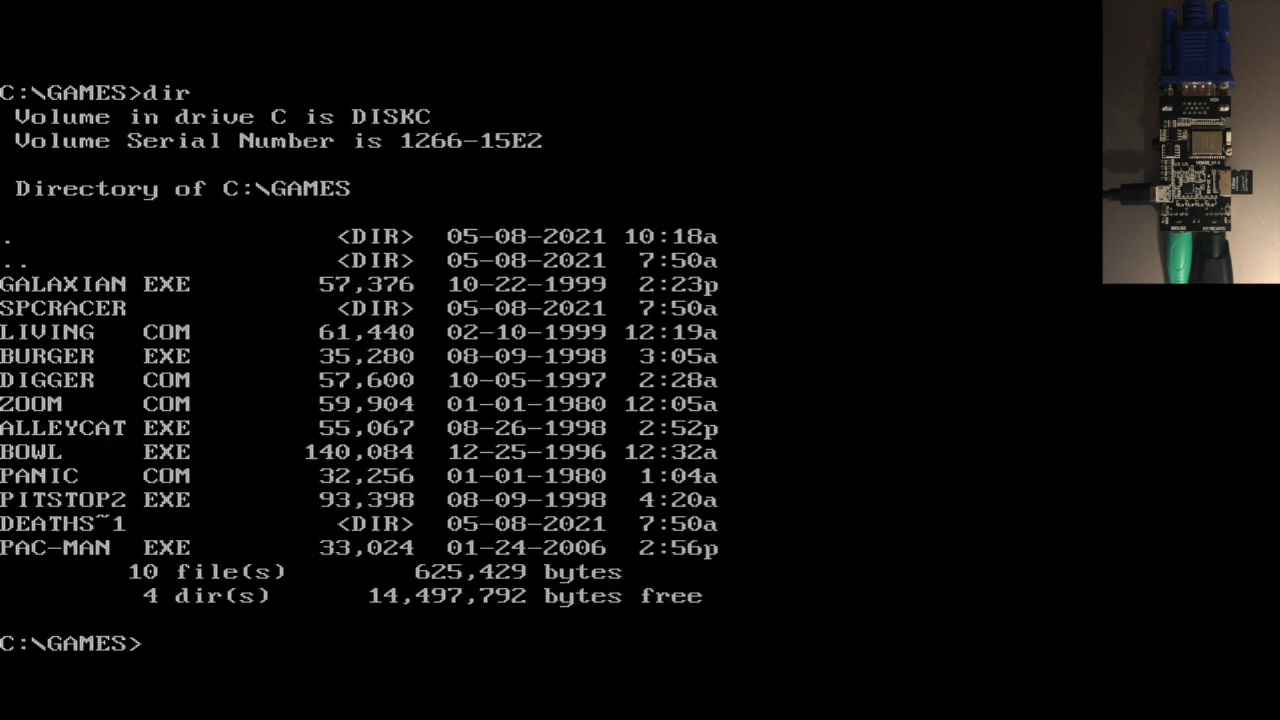 C:\GAMES>dir
Volume in drive C is DISKC
Volume Serial Number is 1266-15E2
Directory of C:\GAMES
. <DIR> 05-08-2021 10:18a
.. <DIR> 05-08-2021 7:50a
GALAXIAN EXE 57,376 10-22-1999 2:23p
SPCRACER <DIR> 05-08-2021 7:50a
LIVING COM 61,440 02-10-1999 12:19a
BURGER EXE 35,280 08-09-1998 3:05a
DIGGER COM 57,600 10-05-1997 2:28a
ZOOM COM 59,904 01-01-1980 12:05a
ALLEYCAT EXE 55,067 08-26-1998 2:52p
BOWL EXE 140,084 12-25-1996 12:32a
PANIC COM 32,256 01-01-1980 1:04a
PITSTOP2 EXE 93,398 08-09-1998 4:20a
DEATHS~1 <DIR> 05-08-2021 7:50a
PAC-MAN EXE 33,024 01-24-2006 2:56p
10 file(s) 625,429 bytes
4 dir(s) 14,497,792 bytes free
C:\GAMES>
VGA
VGA32_V1.4
MOUSE KEYBOARD